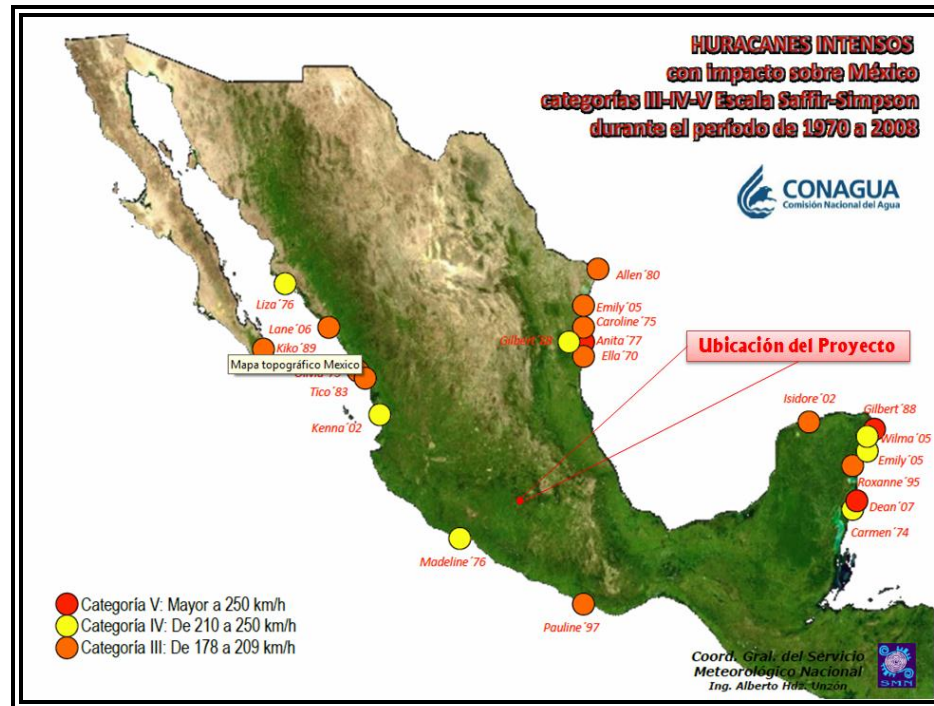 HURACANES INTENSOS
con impacto sobre México
categorías III-IV-V Escala Saffir-Simpson
durante el período de 1970 a 2008
CONAGUA
Comisión Nacional del Agua
Allen´80
Liza´76
Emily´05
Lane´06
Caroline´75
Gilbert´88
Anita´77
Kiko´89
Ella´70
Ubicación del Proyecto
Mapa topográfico Mexico
Tico´83
Isidore´02
Gilbert´88
Kenna´02
Wilma´05
Emily´05
Roxanne´95
Dean´07
Carmen´74
Madeline´76
Categoría V: Mayor a 250 km/h
Categoría IV: De 210 a 250 km/h
Categoría III: De 178 a 209 km/h
Pauline´97
Coord. Gral. del Servicio
Meteorológico Nacional
Ing. Alberto Hdz. Unzón
SMN